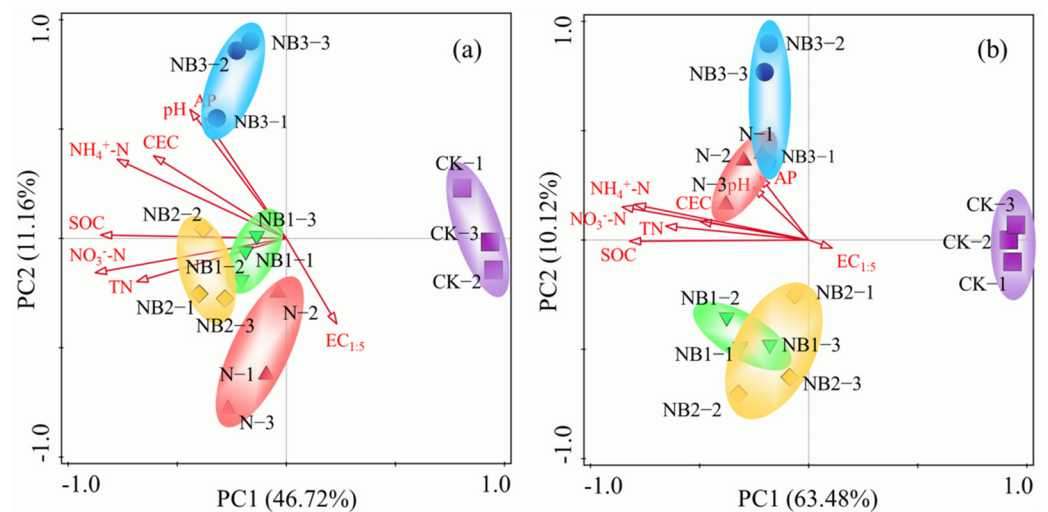 1.0
(a)
NB3−3
NB3−2
AP
pH
NB3−1
NH₄⁺-N
CEC
CK−1
SOC
NB2−2
NB1−3
CK−3
NO₃⁻-N
NB1−2
NB1−1
CK−2
TN
NB2−1
NB2−3
N−2
EC₁:₅
N−1
N−3
PC2 (11.16%)
-1.0
-1.0
1.0
PC1 (46.72%)
1.0
(b)
NB3−2
NB3−3
N−1
N−2
NB3−1
N−3
pH
AP
NH₄⁺-N
CEC
CK−3
NO₃⁻-N
TN
CK−2
SOC
EC₁:₅
CK−1
NB1−2
NB2−1
NB1−1
NB1−3
NB2−3
NB2−2
PC2 (10.12%)
-1.0
-1.0
1.0
PC1 (63.48%)